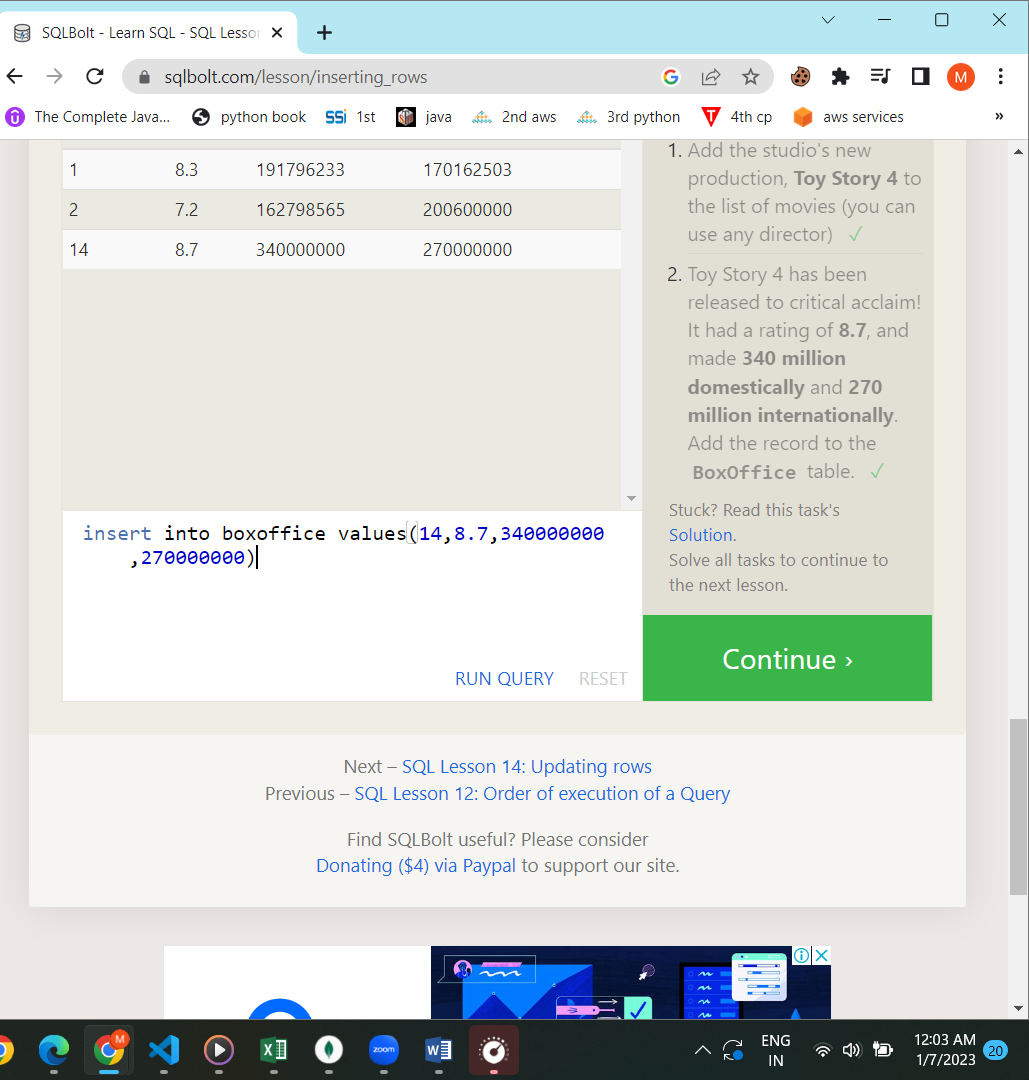 SQLBolt - Learn SQL - SQL Lesson
sqlbolt.com/lesson/inserting_rows
M
The Complete Java...
python book
SSi 1st
java
2nd aws
3rd python
T 4th cp
aws services
»
1 8.3 191796233 170162503
2 7.2 162798565 200600000
14 8.7 340000000 270000000
1. Add the studio's new
production, Toy Story 4 to
the list of movies (you can
use any director) ✓
2. Toy Story 4 has been
released to critical acclaim!
It had a rating of 8.7, and
made 340 million
domestically and 270
million internationally.
Add the record to the
BoxOffice table. ✓
Stuck? Read this task's
Solution.
Solve all tasks to continue to
the next lesson.
insert into boxoffice values(14,8.7,340000000
,270000000)
RUN QUERY RESET
Continue ›
Next – SQL Lesson 14: Updating rows
Previous – SQL Lesson 12: Order of execution of a Query
Find SQLBolt useful? Please consider
Donating ($4) via Paypal to support our site.
M
zoom
ENG
IN
12:03 AM
1/7/2023
20